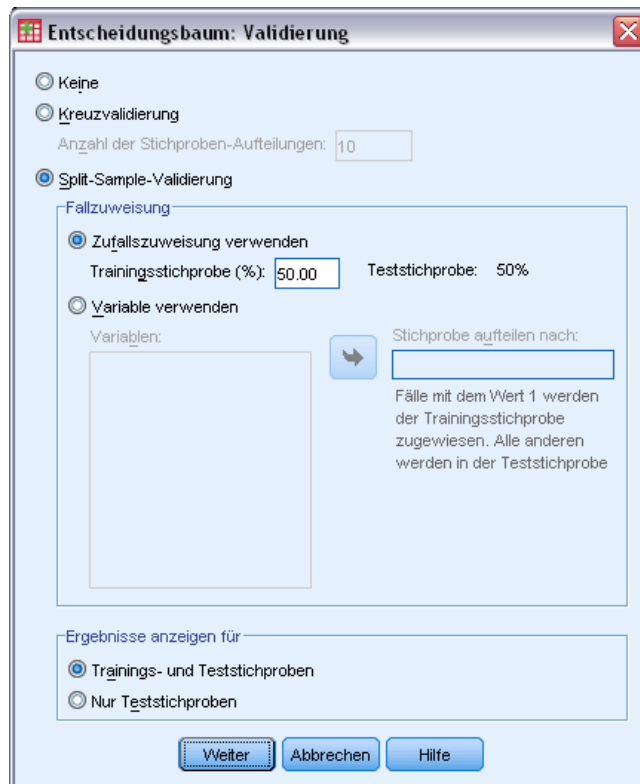 Entscheidungsbaum: Validierung
Keine
Kreuzvalidierung
Anzahl der Stichproben-Aufteilungen: 10
Split-Sample-Validierung
Fallzuweisung
Zufallszuweisung verwenden
Trainingsstichprobe (%): 50.00 Teststichprobe: 50%
Variable verwenden
Variablen:
Stichprobe aufteilen nach:
Fälle mit dem Wert 1 werden
der Trainingsstichprobe
zugewiesen. Alle anderen
werden in der Teststichprobe
Ergebnisse anzeigen für
Trainings- und Teststichproben
Nur Teststichproben
Weiter Abbrechen Hilfe